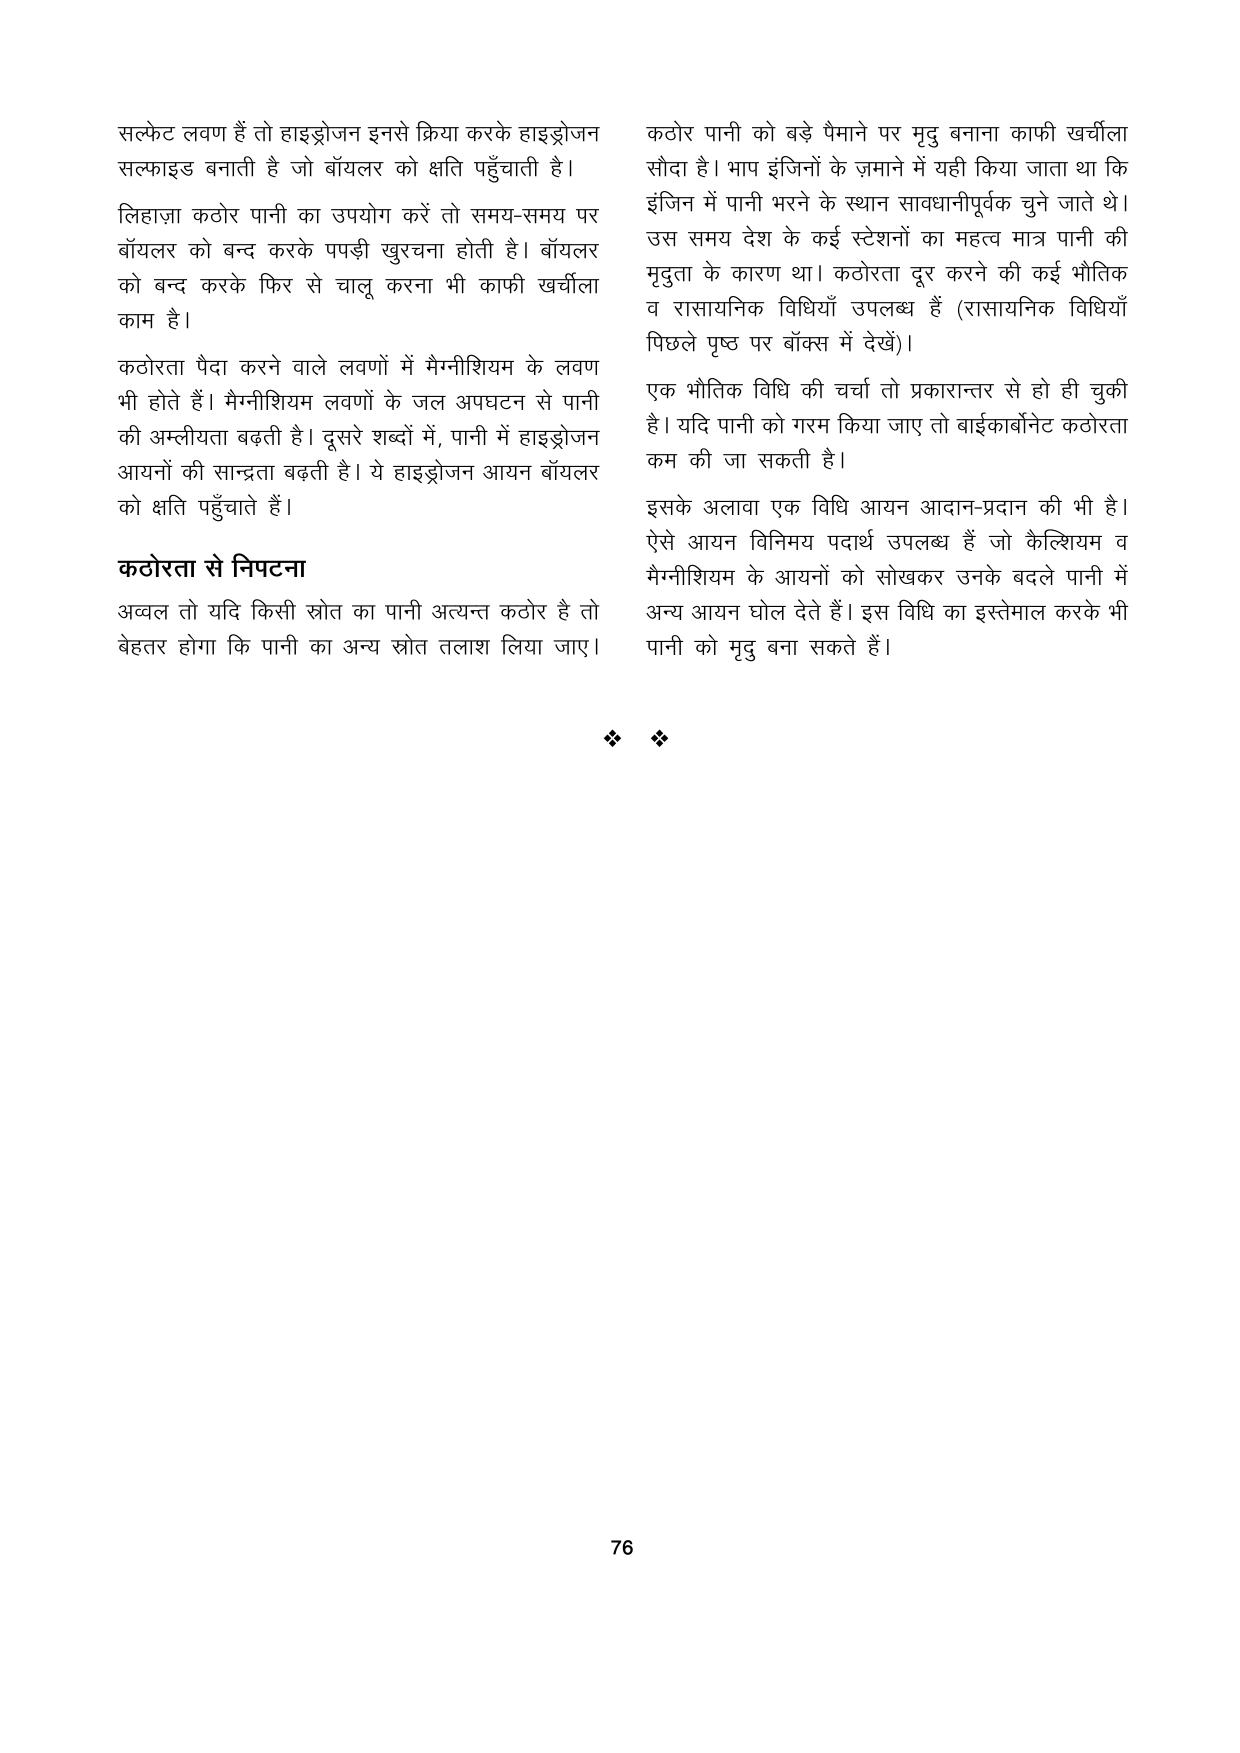 सल्फेट लवण हैं तो हाइड्रोजन इनसे क्रिया करके हाइड्रोजन
सल्फाइड बनाती है जो बॉयलर को क्षति पहुँचाती है।
लिहाज़ा कठोर पानी का उपयोग करें तो समय-समय पर
बॉयलर को बन्द करके पपड़ी खुरचना होती है। बॉयलर
को बन्द करके फिर से चालू करना भी काफी खर्चीला
काम है।
कठोरता पैदा करने वाले लवणों में मैग्नीशियम के लवण
भी होते हैं। मैग्नीशियम लवणों के जल अपघटन से पानी
की अम्लीयता बढ़ती है। दूसरे शब्दों में, पानी में हाइड्रोजन
आयनों की सान्द्रता बढ़ती है। ये हाइड्रोजन आयन बॉयलर
को क्षति पहुँचाते हैं।
कठोरता से निपटना
अव्वल तो यदि किसी स्रोत का पानी अत्यन्त कठोर है तो
बेहतर होगा कि पानी का अन्य स्रोत तलाश लिया जाए।
कठोर पानी को बड़े पैमाने पर मृदु बनाना काफी खर्चीला
सौदा है। भाप इंजिनों के ज़माने में यही किया जाता था कि
इंजिन में पानी भरने के स्थान सावधानीपूर्वक चुने जाते थे।
उस समय देश के कई स्टेशनों का महत्व मात्र पानी की
मृदुता के कारण था। कठोरता दूर करने की कई भौतिक
व रासायनिक विधियाँ उपलब्ध हैं (रासायनिक विधियाँ
पिछले पृष्ठ पर बॉक्स में देखें)।
एक भौतिक विधि की चर्चा तो प्रकारान्तर से हो ही चुकी
है। यदि पानी को गरम किया जाए तो बाईकार्बोनेट कठोरता
कम की जा सकती है।
इसके अलावा एक विधि आयन आदान-प्रदान की भी है।
ऐसे आयन विनिमय पदार्थ उपलब्ध हैं जो कैल्शियम व
मैग्नीशियम के आयनों को सोखकर उनके बदले पानी में
अन्य आयन घोल देते हैं। इस विधि का इस्तेमाल करके भी
पानी को मृदु बना सकते हैं।
❖ ❖
76